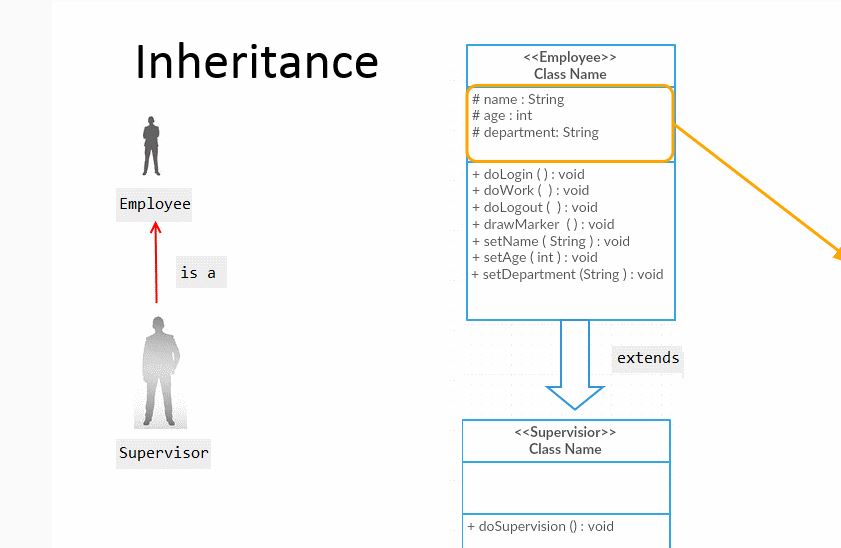 Inheritance
Employee
is a
Supervisor
<<Employee>>
Class Name
# name : String
# age : int
# department: String
+ doLogin ( ) : void
+ doWork (  ) : void
+ doLogout (  ) : void
+ drawMarker  ( ) : void
+ setName ( String ) : void
+ setAge ( int ) : void
+ setDepartment (String ) : void
extends
<<Supervisior>>
Class Name
+ doSupervision () : void